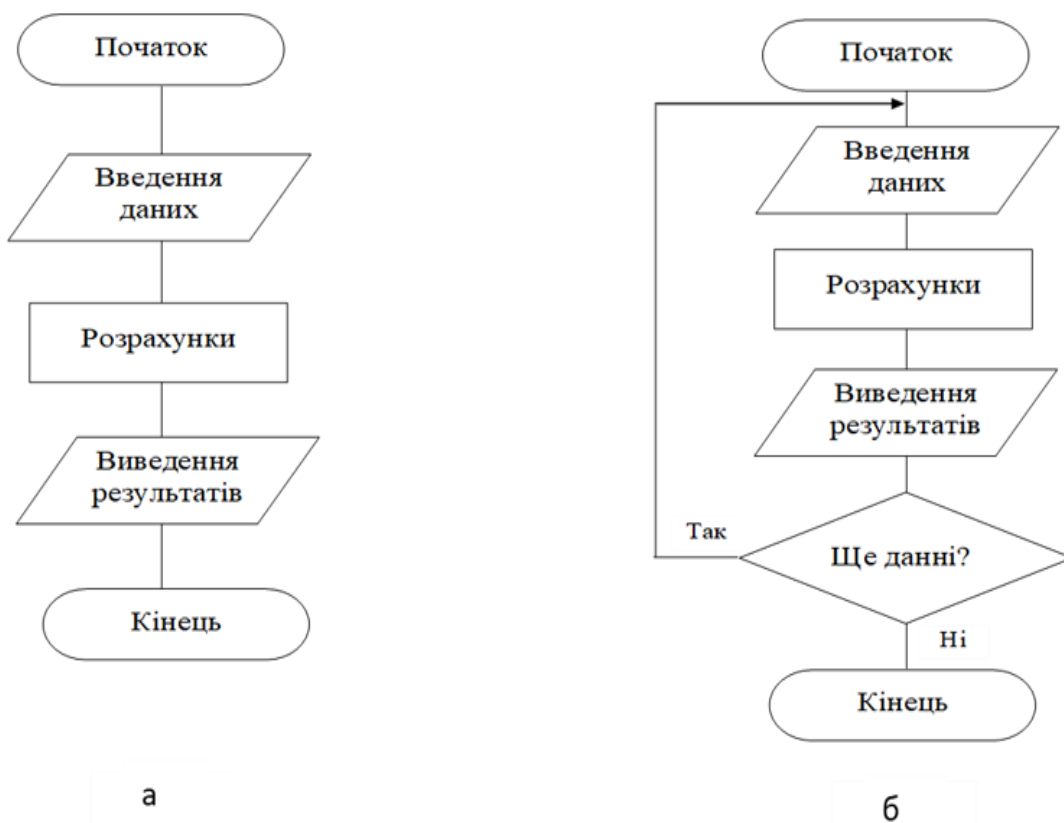 Початок
Введення
даних
Розрахунки
Виведення
результатів
Кінець
а
Початок
Введення
даних
Розрахунки
Виведення
результатів
Так
Ще данні?
Ні
Кінець
б